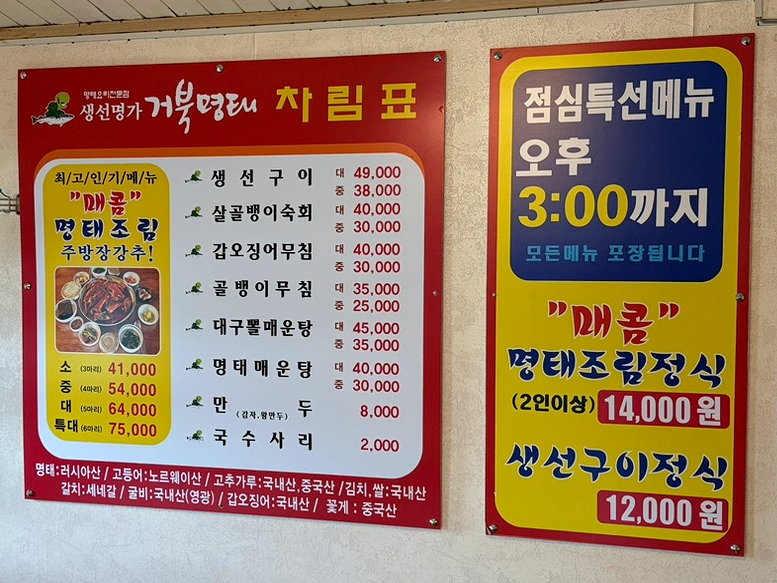 명태요리전문점
생선명가 거북명태 차림표
최/고/인/기/메/뉴
"매콤"
명태조림
주방장강추!
소 (3마리) 41,000
중 (4마리) 54,000
대 (5마리) 64,000
특대 (6마리) 75,000
생선구이 대 49,000
중 38,000
살골뱅이숙회 대 40,000
중 30,000
갑오징어무침 대 40,000
중 30,000
골뱅이무침 대 35,000
중 25,000
대구뽈매운탕 대 45,000
중 35,000
명태매운탕 대 40,000
중 30,000
만두 8,000
(감자.왕만두)
국수사리 2,000
명태:러시아산 / 고등어:노르웨이산 / 고추가루:국내산,중국산 /김치,쌀:국내산
갈치:세네갈 / 굴비:국내산(영광) / 갑오징어:국내산 / 꽃게 : 중국산
점심특선메뉴
오후
3:00까지
모든메뉴 포장됩니다
"매콤"
명태조림정식
(2인이상) 14,000원
생선구이정식
12,000원